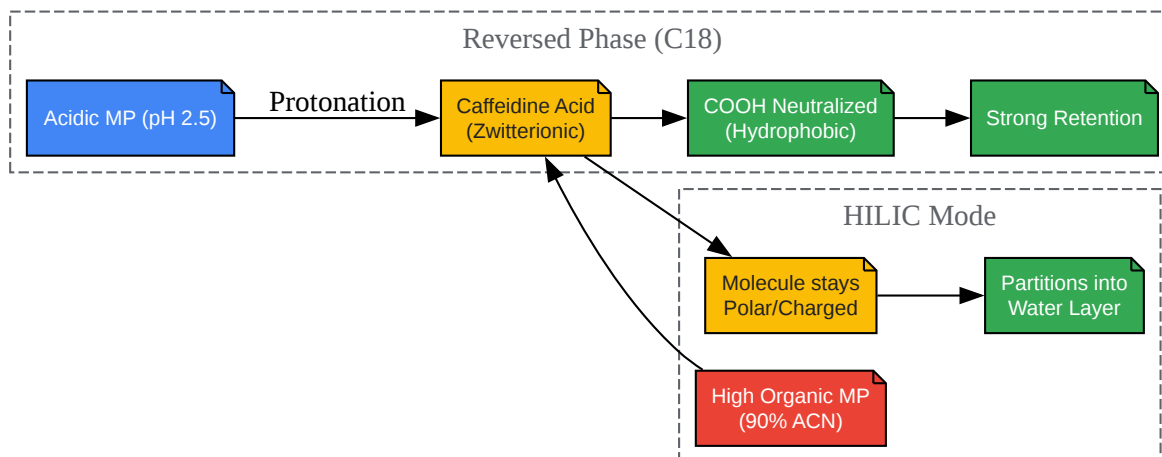 Reversed Phase (C18)
Acidic MP (pH 2.5)
Protonation
Caffeidine Acid
(Zwitterionic)
COOH Neutralized
(Hydrophobic)
Strong Retention
HILIC Mode
Molecule stays
Polar/Charged
Partitions into
Water Layer
High Organic MP
(90% ACN)